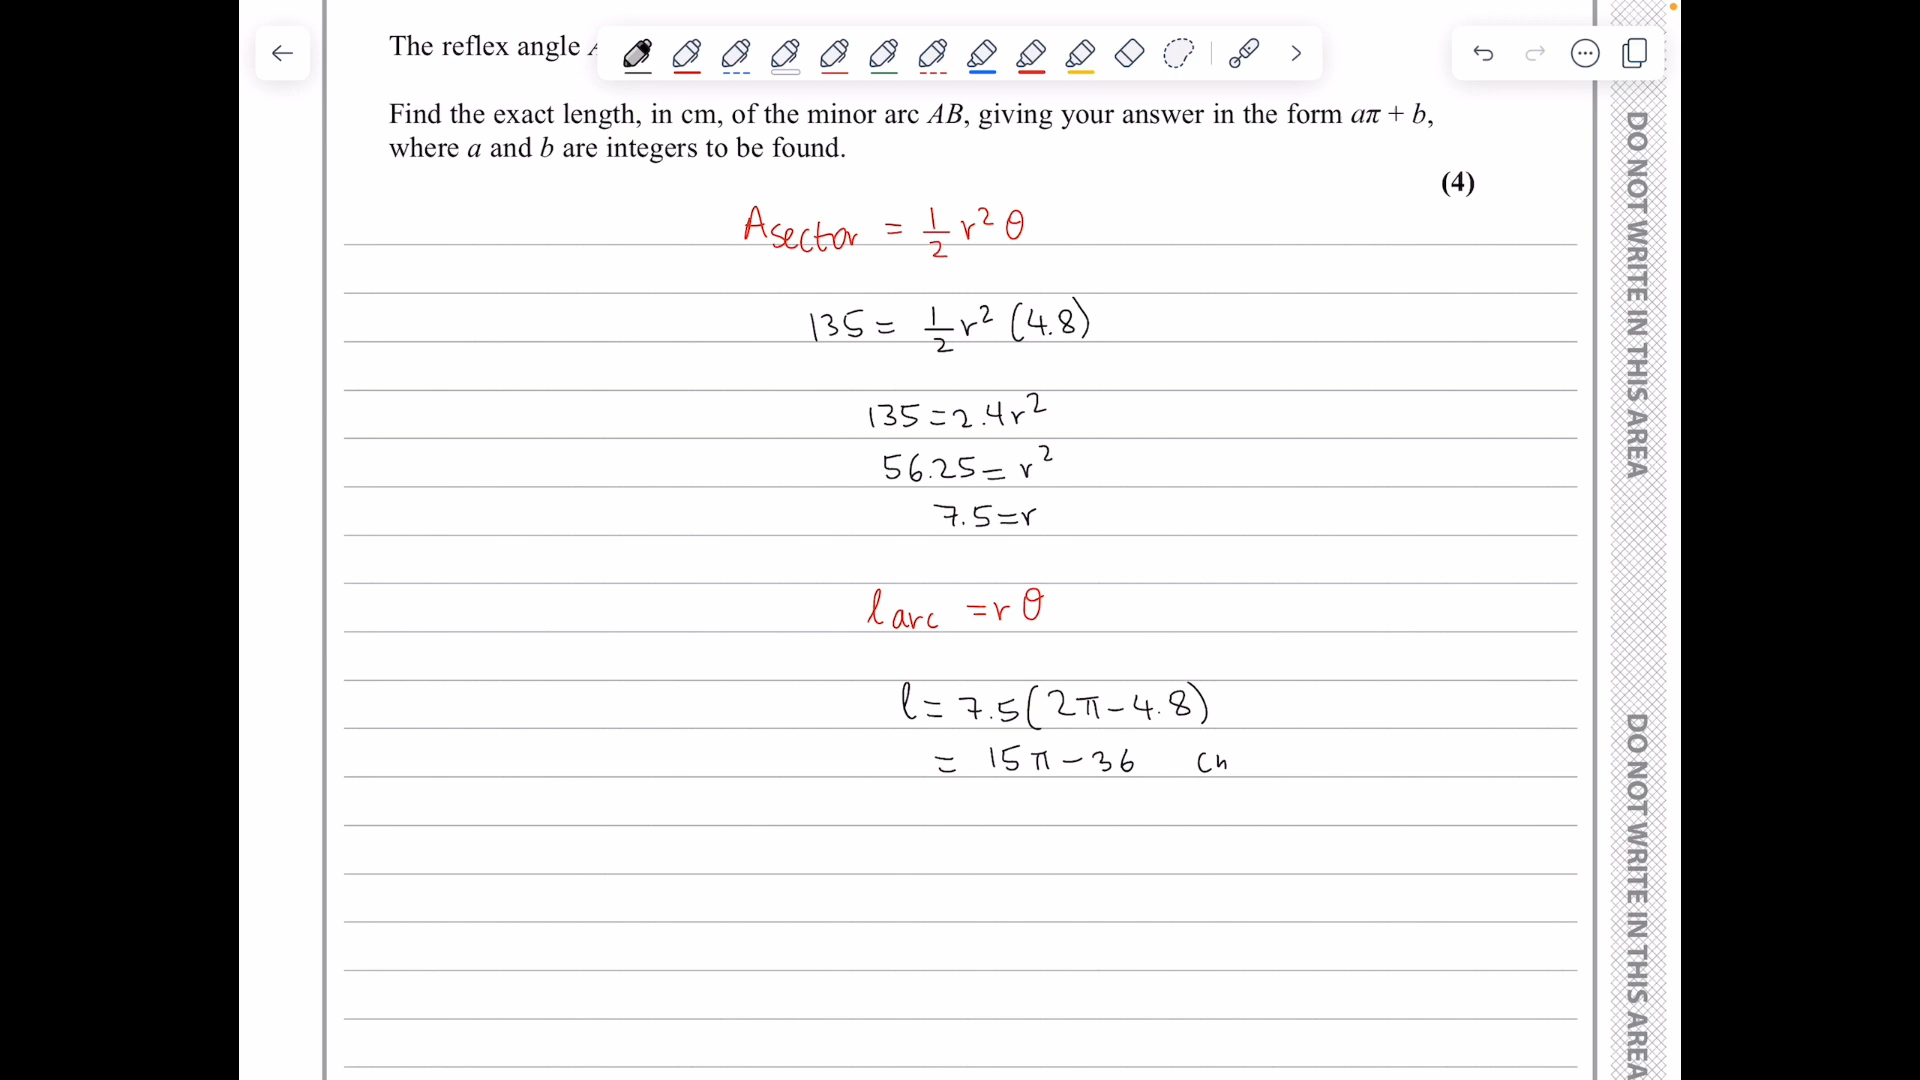 The reflex angle A
Find the exact length, in cm, of the minor arc AB, giving your answer in the form aπ + b,
where a and b are integers to be found.
(4)
Asector = 1/2 r² θ
135 = 1/2 r² (4.8)
135 = 2.4r²
56.25 = r²
7.5 = r
l arc = r θ
l = 7.5(2π - 4.8)
= 15π - 36 cm
DO NOT WRITE IN THIS AREA
DO NOT WRITE IN THIS AREA